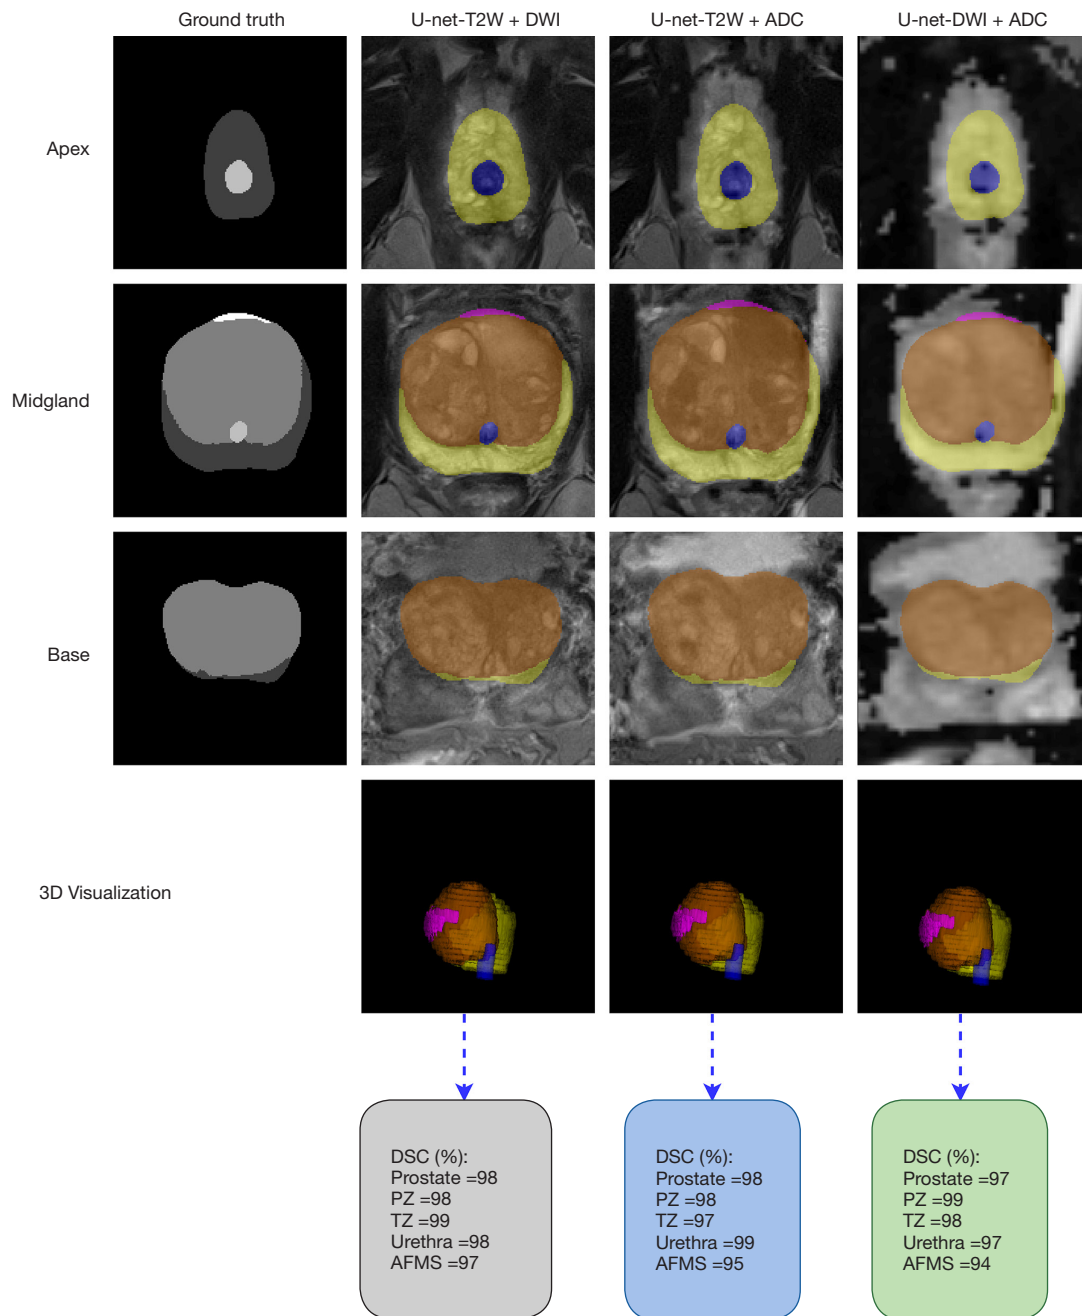 Ground truth
U-net-T2W + DWI
U-net-T2W + ADC
U-net-DWI + ADC
Apex
Midgland
Base
3D Visualization
DSC (%):
Prostate =98
PZ =98
TZ =99
Urethra =98
AFMS =97
DSC (%):
Prostate =98
PZ =98
TZ =97
Urethra =99
AFMS =95
DSC (%):
Prostate =97
PZ =99
TZ =98
Urethra =97
AFMS =94